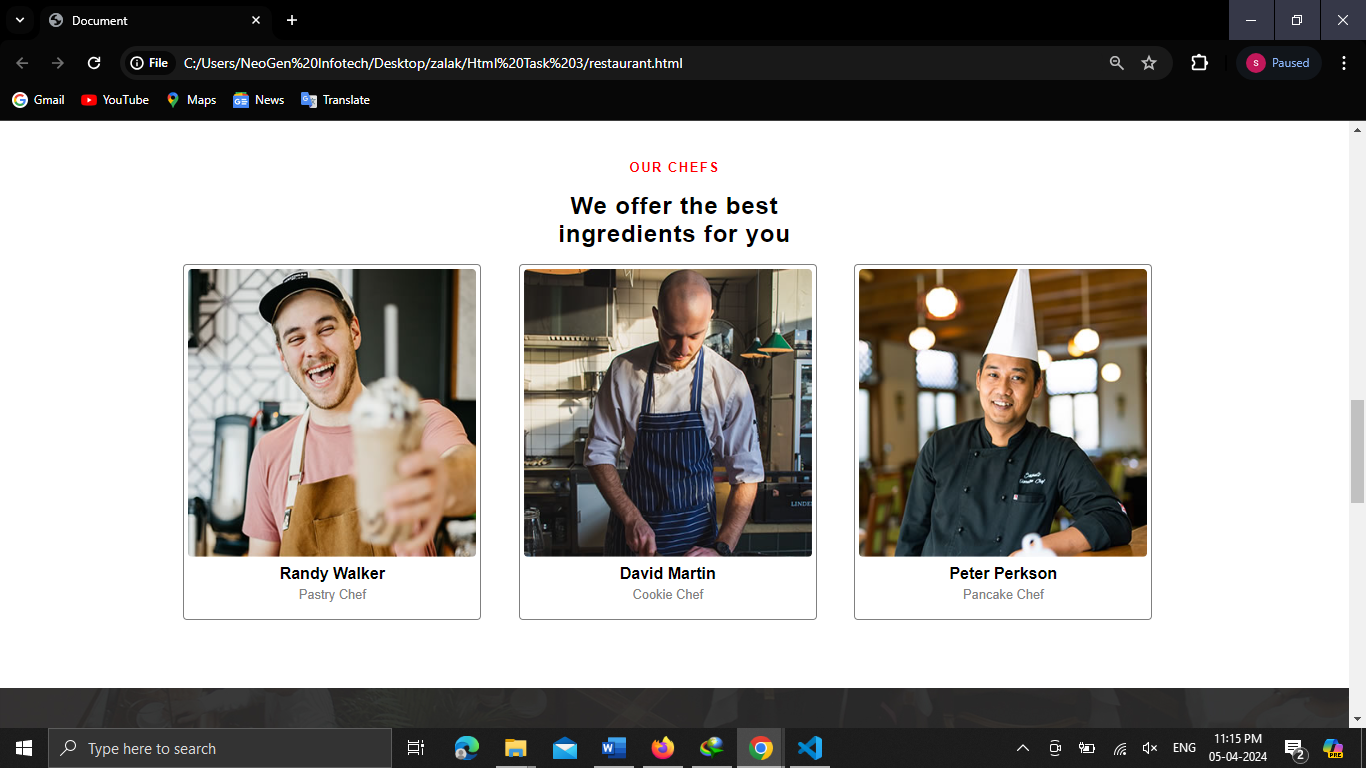 Document
File
C:/Users/NeoGen%20Infotech/Desktop/zalak/Html%20Task%203/restaurant.html
S
Paused
Gmail
YouTube
Maps
News
Translate
OUR CHEFS
We offer the best
ingredients for you
Randy Walker
Pastry Chef
David Martin
Cookie Chef
Peter Perkson
Pancake Chef
Type here to search
ENG
11:15 PM
05-04-2024
2
PRE